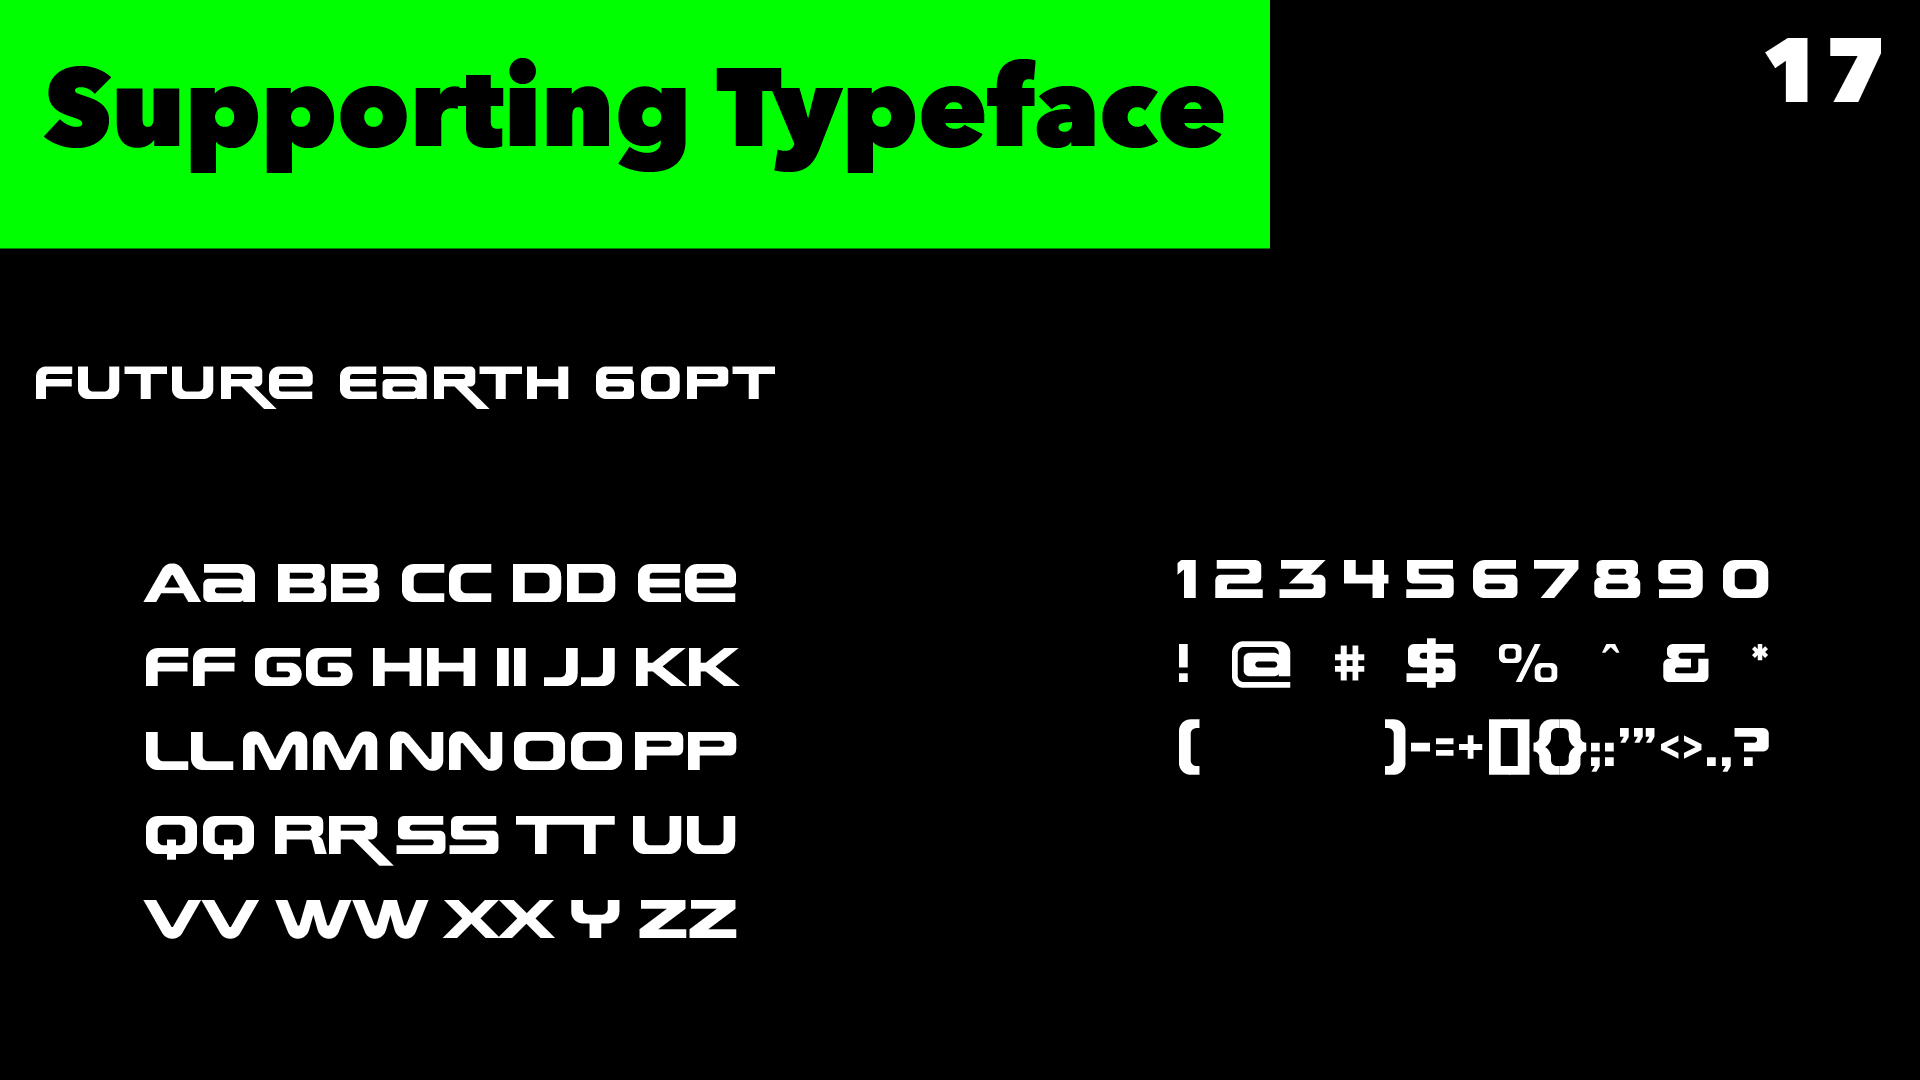 Supporting Typeface
17
FUTURe EaRTH 60PT
Aa BB CC DD Ee
FF GG HH II JJ KK
LL MM NN OO PP
QQ RR SS TT UU
VV WW XX Y ZZ
1 2 3 4 5 6 7 8 9 0
! @ # $ % ^ & *
( )-=+[]{};:'"<>.,?